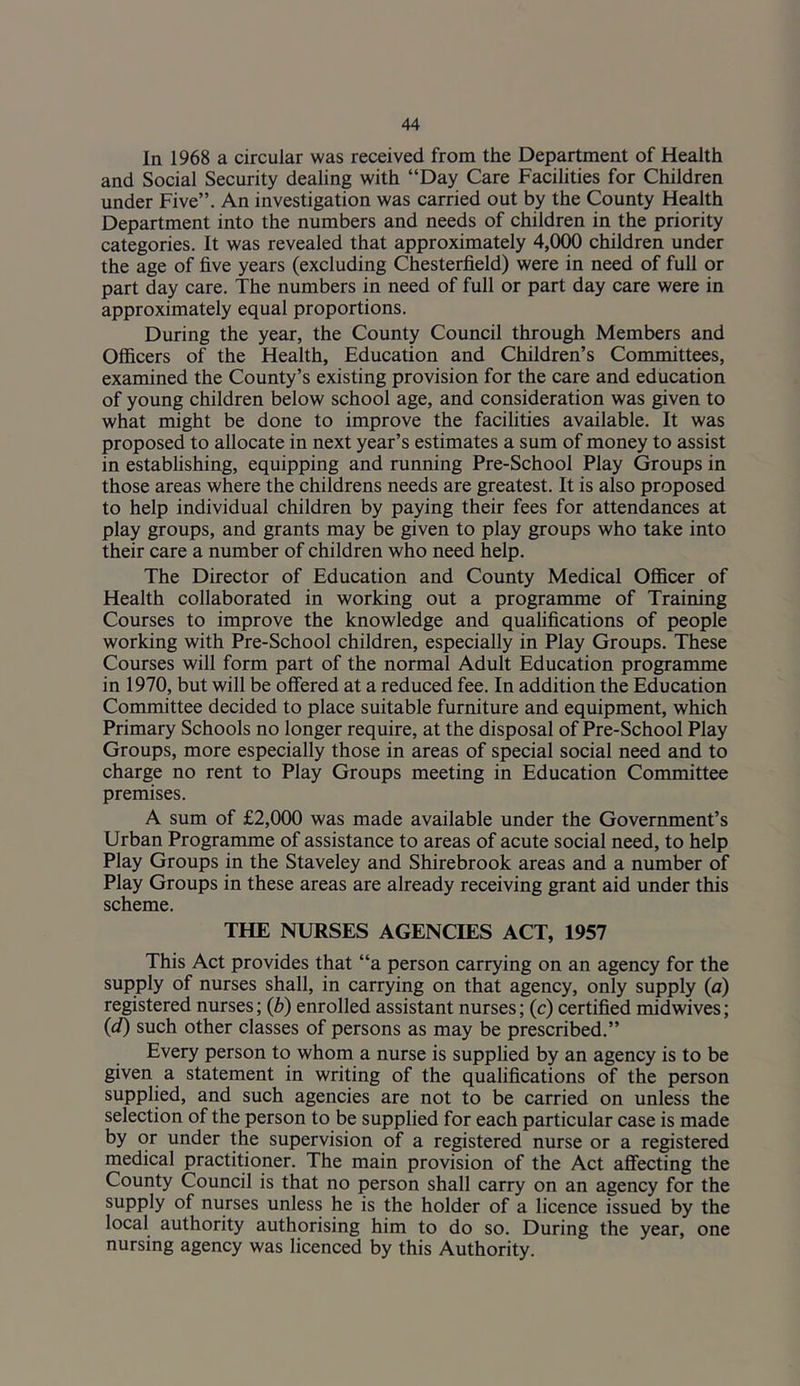 44
In 1968 a circular was received from the Department of Health
and Social Security dealing with “Day Care Facilities for Children
under Five”. An investigation was carried out by the County Health
Department into the numbers and needs of children in the priority
categories. It was revealed that approximately 4,000 children under
the age of five years (excluding Chesterfield) were in need of full or
part day care. The numbers in need of full or part day care were in
approximately equal proportions.
During the year, the County Council through Members and
Officers of the Health, Education and Children’s Committees,
examined the County’s existing provision for the care and education
of young children below school age, and consideration was given to
what might be done to improve the facilities available. It was
proposed to allocate in next year’s estimates a sum of money to assist
in establishing, equipping and running Pre-School Play Groups in
those areas where the childrens needs are greatest. It is also proposed
to help individual children by paying their fees for attendances at
play groups, and grants may be given to play groups who take into
their care a number of children who need help.
The Director of Education and County Medical Officer of
Health collaborated in working out a programme of Training
Courses to improve the knowledge and qualifications of people
working with Pre-School children, especially in Play Groups. These
Courses will form part of the normal Adult Education programme
in 1970, but will be offered at a reduced fee. In addition the Education
Committee decided to place suitable furniture and equipment, which
Primary Schools no longer require, at the disposal of Pre-School Play
Groups, more especially those in areas of special social need and to
charge no rent to Play Groups meeting in Education Committee
premises.
A sum of £2,000 was made available under the Government’s
Urban Programme of assistance to areas of acute social need, to help
Play Groups in the Staveley and Shirebrook areas and a number of
Play Groups in these areas are already receiving grant aid under this
scheme.
THE NURSES AGENCIES ACT, 1957
This Act provides that “a person carrying on an agency for the
supply of nurses shall, in carrying on that agency, only supply (a)
registered nurses; (b) enrolled assistant nurses; (c) certified midwives;
(d) such other classes of persons as may be prescribed.”
Every person to whom a nurse is supplied by an agency is to be
given a statement in writing of the qualifications of the person
supplied, and such agencies are not to be carried on unless the
selection of the person to be supplied for each particular case is made
by or under the supervision of a registered nurse or a registered
medical practitioner. The main provision of the Act affecting the
County Council is that no person shall carry on an agency for the
supply of nurses unless he is the holder of a licence issued by the
local authority authorising him to do so. During the year, one
nursing agency was licenced by this Authority.